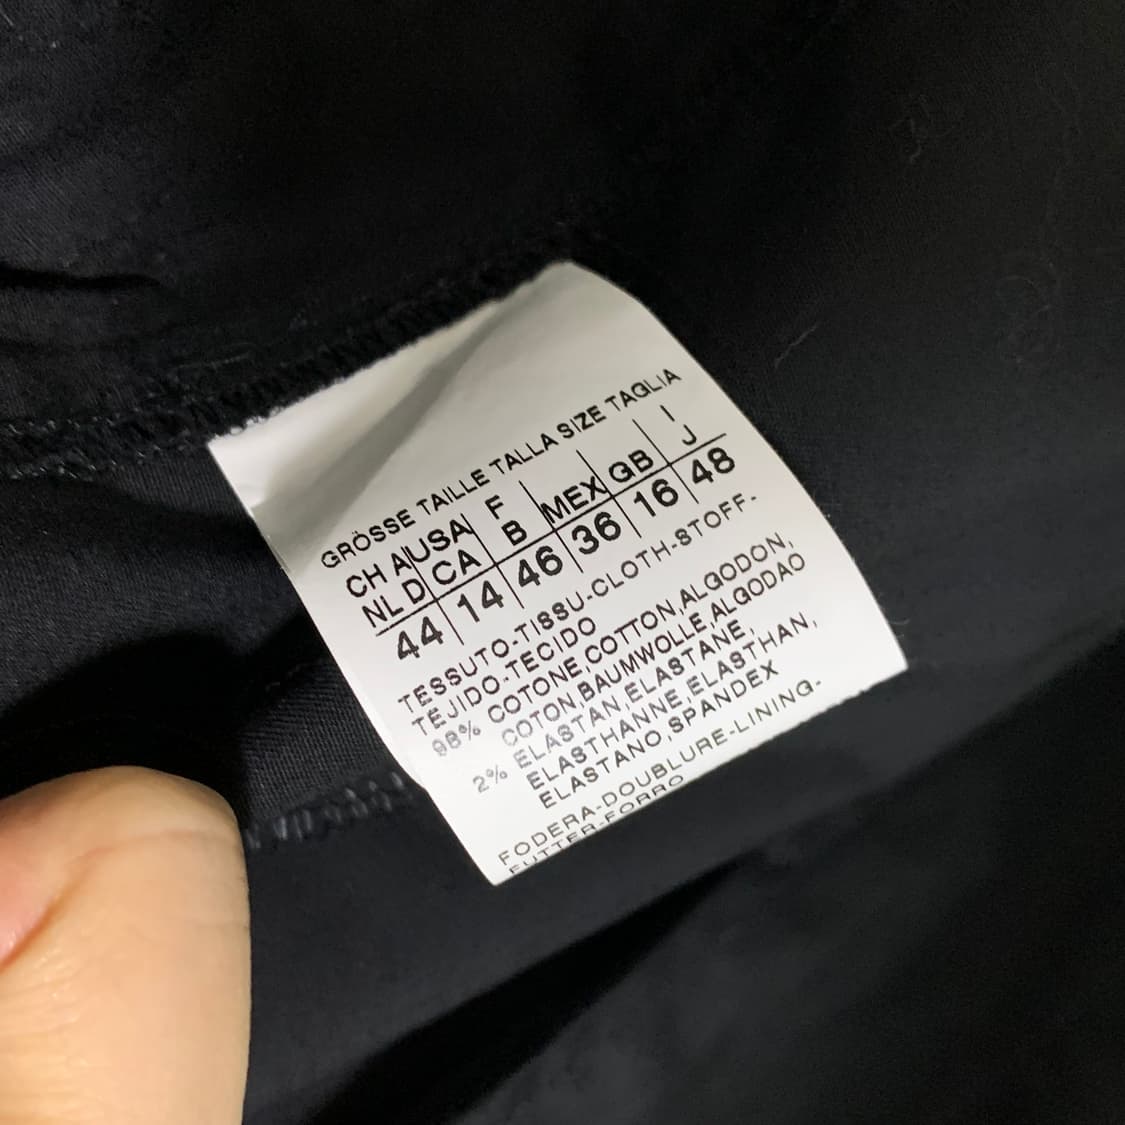 GRÖSSE TAILLE TALLA SIZE TAGLIA
CH A USA F MEX GB I
NL D CA B J
44 14 46 36 16 48
TESSUTO-TISSU-CLOTH-STOFF-
TEJIDO-TECIDO
98% COTONE,COTTON,ALGODON,
COTON,BAUMWOLLE,ALGODAO
2% ELASTAN,ELASTANE,
ELASTHANNE,ELASTHAN,
ELASTANO,SPANDEX
FODERA-DOUBLURE-LINING-
FUTTER-FORRO